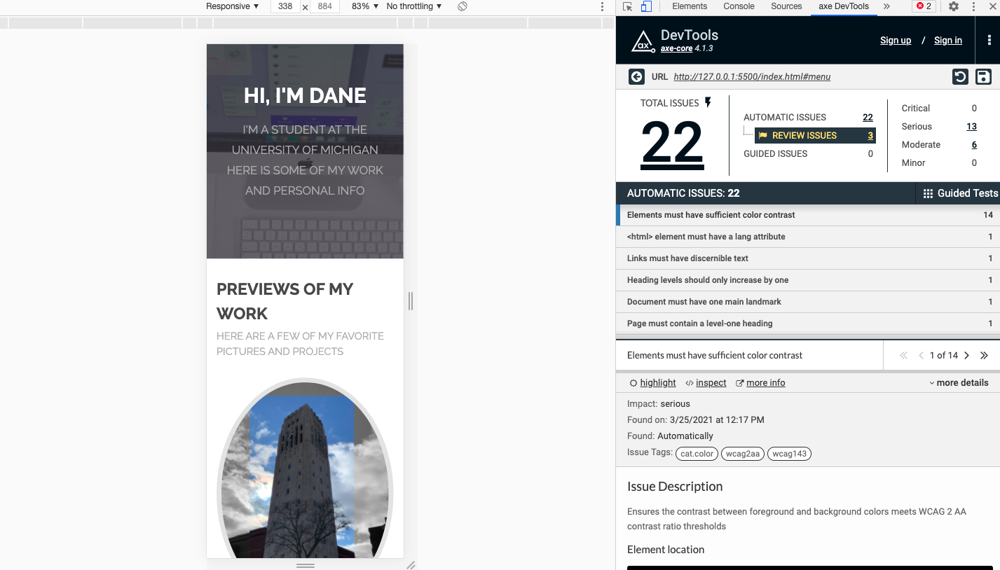 Responsive ▼ 338 × 884 83% ▼ No throttling ▼
Elements Console Sources axe DevTools » 2
HI, I'M DANE
I'M A STUDENT AT THE
UNIVERSITY OF MICHIGAN
HERE IS SOME OF MY WORK
AND PERSONAL INFO
PREVIEWS OF MY
WORK
HERE ARE A FEW OF MY FAVORITE
PICTURES AND PROJECTS
ax DevTools
axe-core 4.1.3
Sign up / Sign in
URL http://127.0.0.1:5500/index.html#menu
TOTAL ISSUES
22
AUTOMATIC ISSUES 22
REVIEW ISSUES 3
GUIDED ISSUES 0
Critical 0
Serious 13
Moderate 6
Minor 0
AUTOMATIC ISSUES: 22 Guided Tests
Elements must have sufficient color contrast 14
<html> element must have a lang attribute 1
Links must have discernible text 1
Heading levels should only increase by one 1
Document must have one main landmark 1
Page must contain a level-one heading 1
Elements must have sufficient color contrast 1 of 14
highlight </> inspect more info more details
Impact: serious
Found on: 3/25/2021 at 12:17 PM
Found: Automatically
Issue Tags: cat.color wcag2aa wcag143
Issue Description
Ensures the contrast between foreground and background colors meets WCAG 2 AA
contrast ratio thresholds
Element location